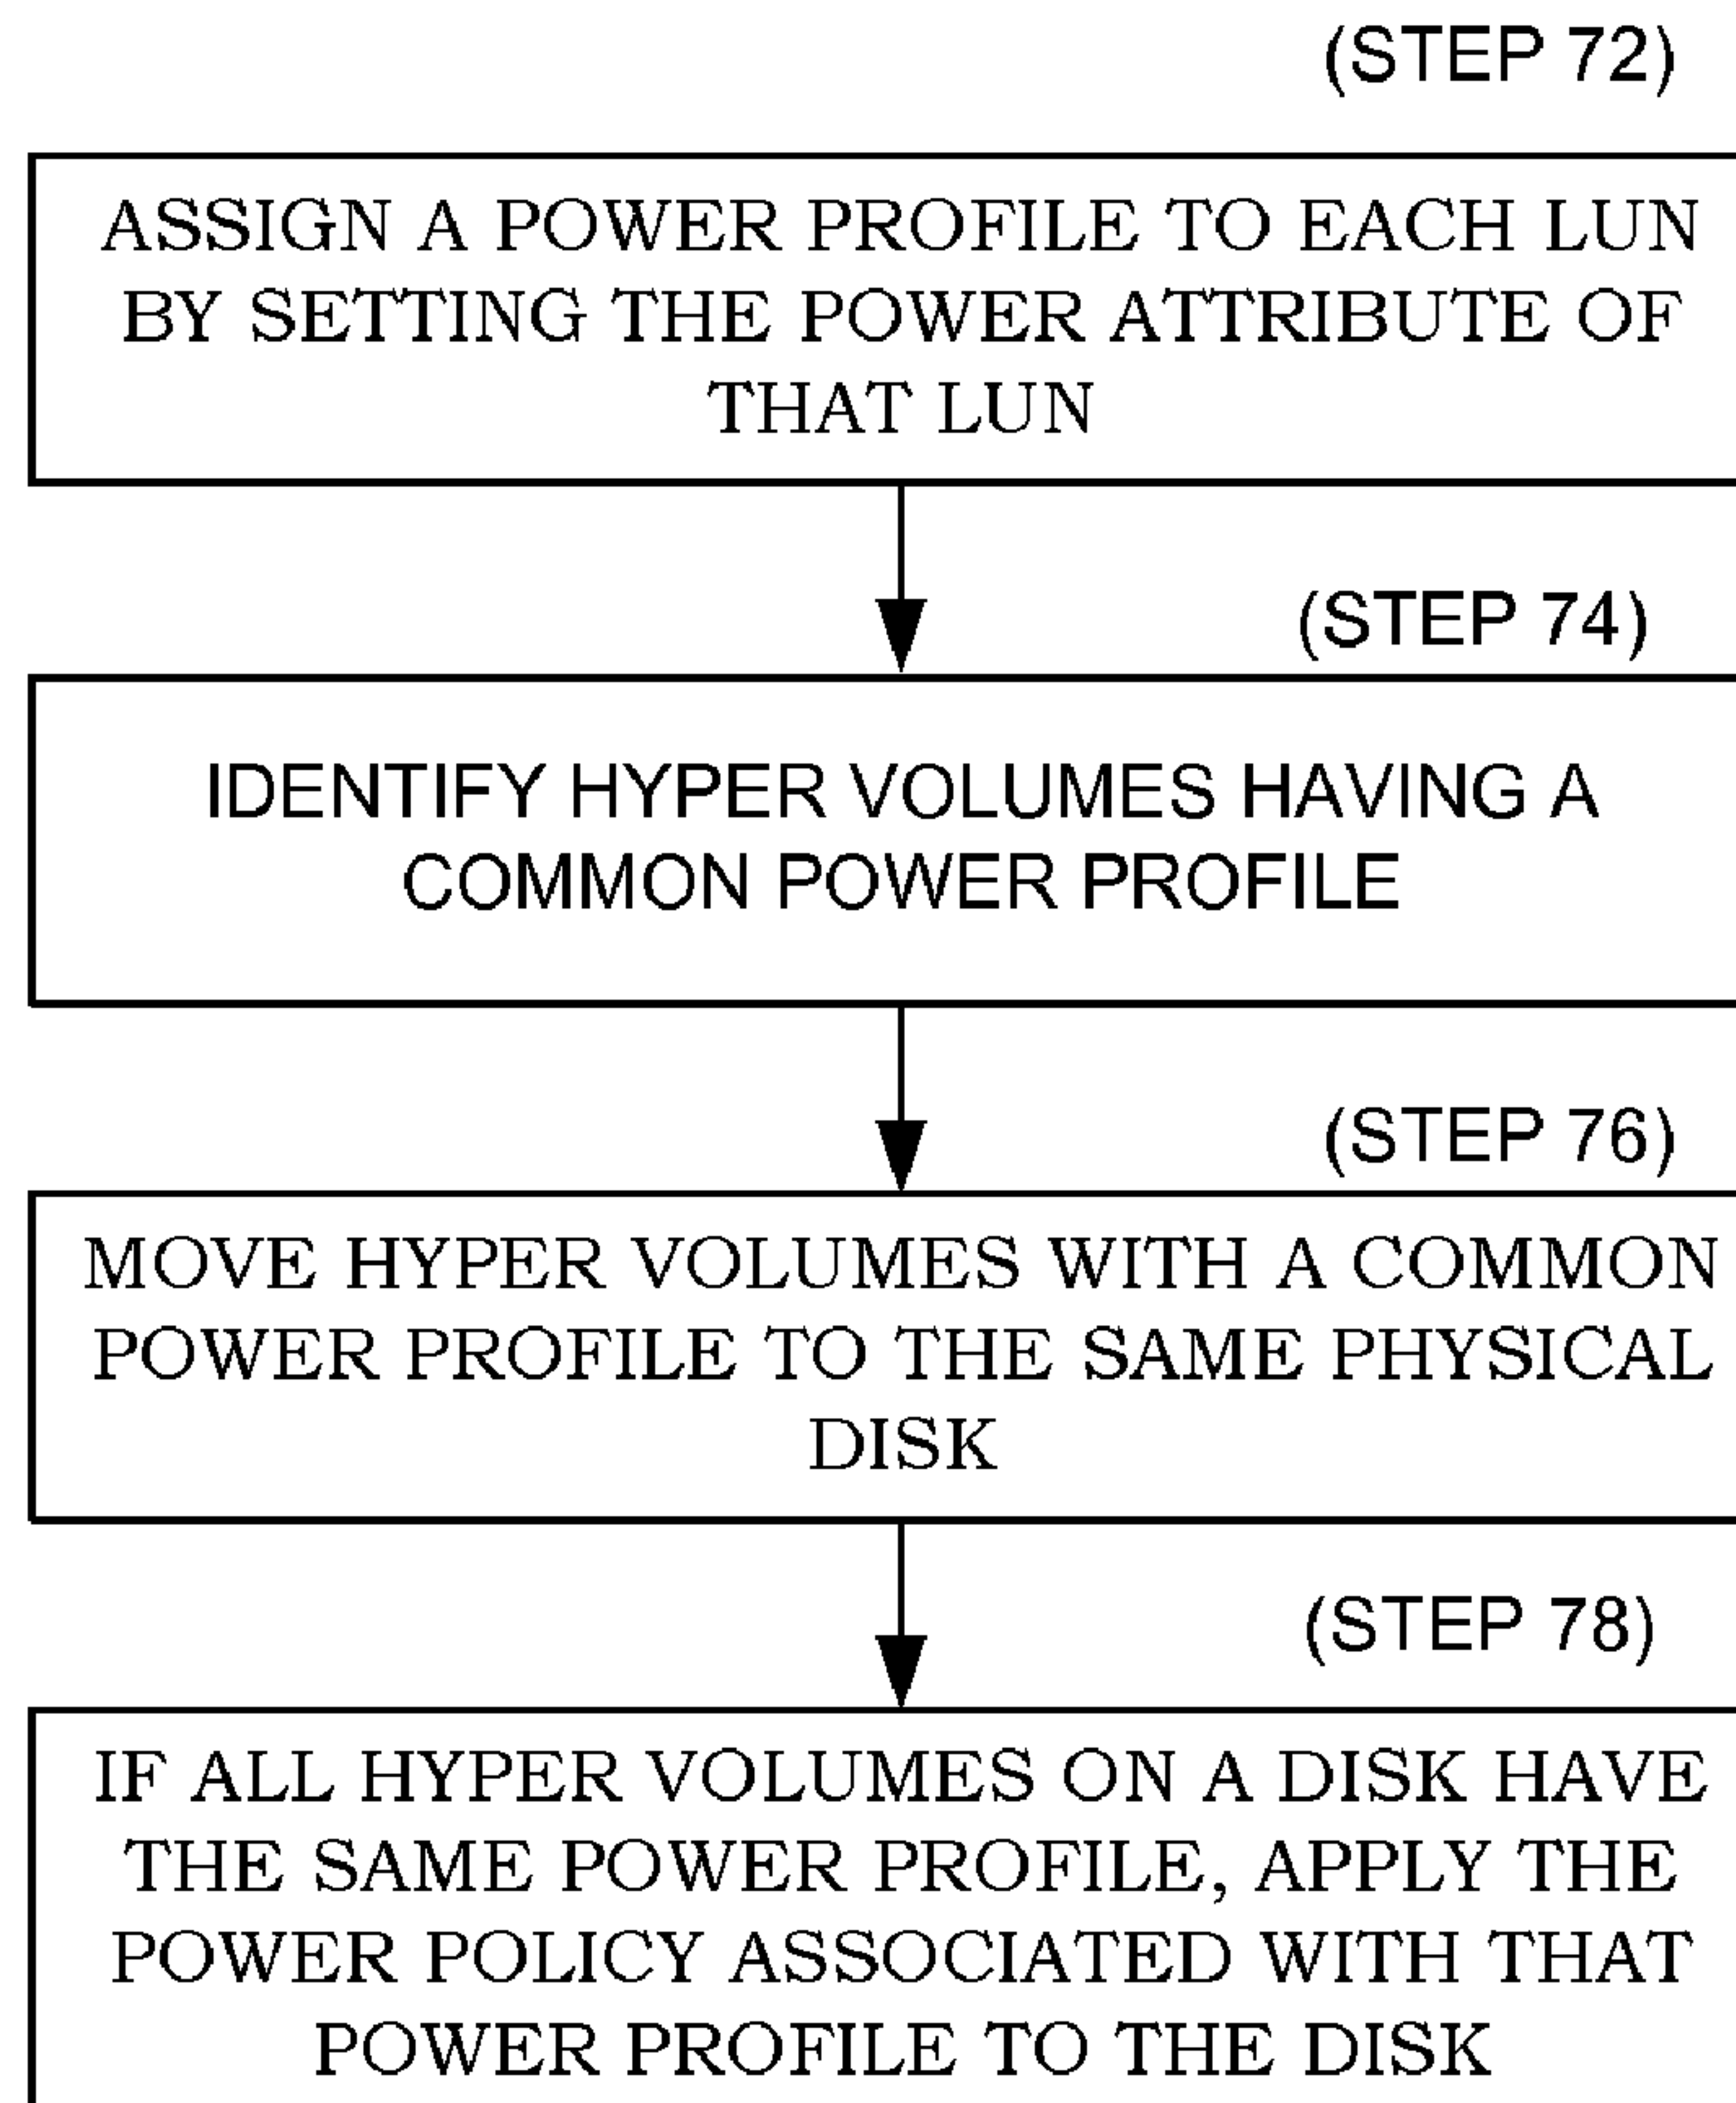 (STEP 72)
ASSIGN A POWER PROFILE TO EACH LUN
BY SETTING THE POWER ATTRIBUTE OF
THAT LUN
(STEP 74)
IDENTIFY HYPER VOLUMES HAVING A
COMMON POWER PROFILE
(STEP 76)
MOVE HYPER VOLUMES WITH A COMMON
POWER PROFILE TO THE SAME PHYSICAL
DISK
(STEP 78)
IF ALL HYPER VOLUMES ON A DISK HAVE
THE SAME POWER PROFILE, APPLY THE
POWER POLICY ASSOCIATED WITH THAT
POWER PROFILE TO THE DISK